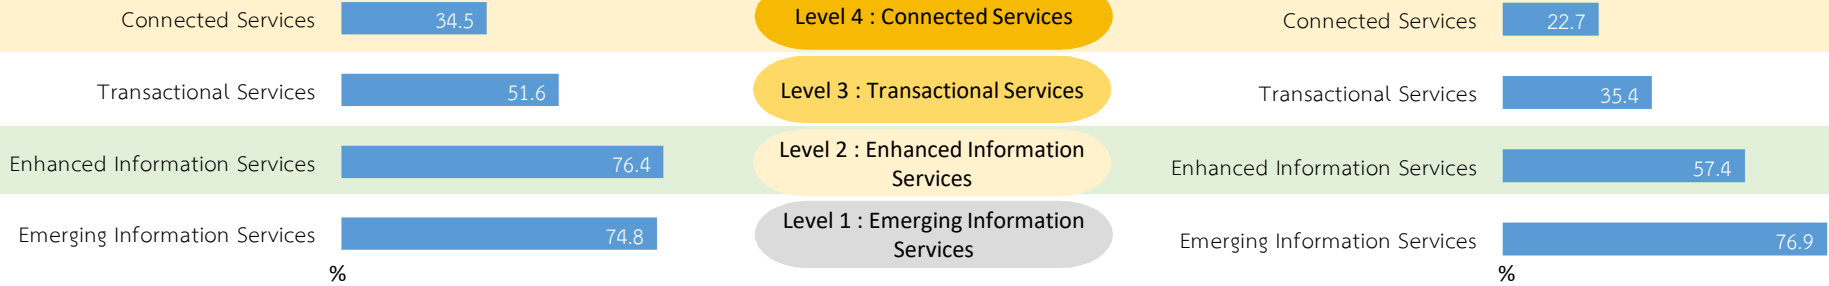 Connected Services 34.5
Transactional Services 51.6
Enhanced Information Services 76.4
Emerging Information Services 74.8
%
Level 4 : Connected Services
Level 3 : Transactional Services
Level 2 : Enhanced Information
Services
Level 1 : Emerging Information
Services
Connected Services 22.7
Transactional Services 35.4
Enhanced Information Services 57.4
Emerging Information Services 76.9
%